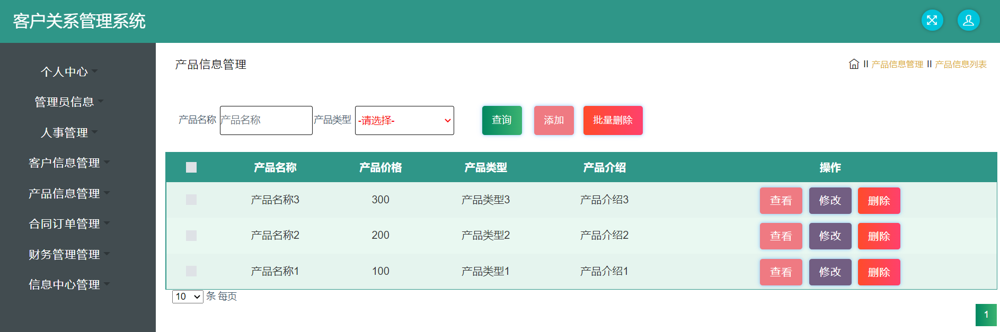 客户关系管理系统
个人中心
管理员信息
人事管理
客户信息管理
产品信息管理
合同订单管理
财务管理管理
信息中心管理
产品信息管理
II 产品信息管理 II 产品信息列表
产品名称 产品名称 产品类型 -请选择- 查询 添加 批量删除
产品名称 产品价格 产品类型 产品介绍 操作
产品名称3 300 产品类型3 产品介绍3 查看 修改 删除
产品名称2 200 产品类型2 产品介绍2 查看 修改 删除
产品名称1 100 产品类型1 产品介绍1 查看 修改 删除
10 条 每页
1